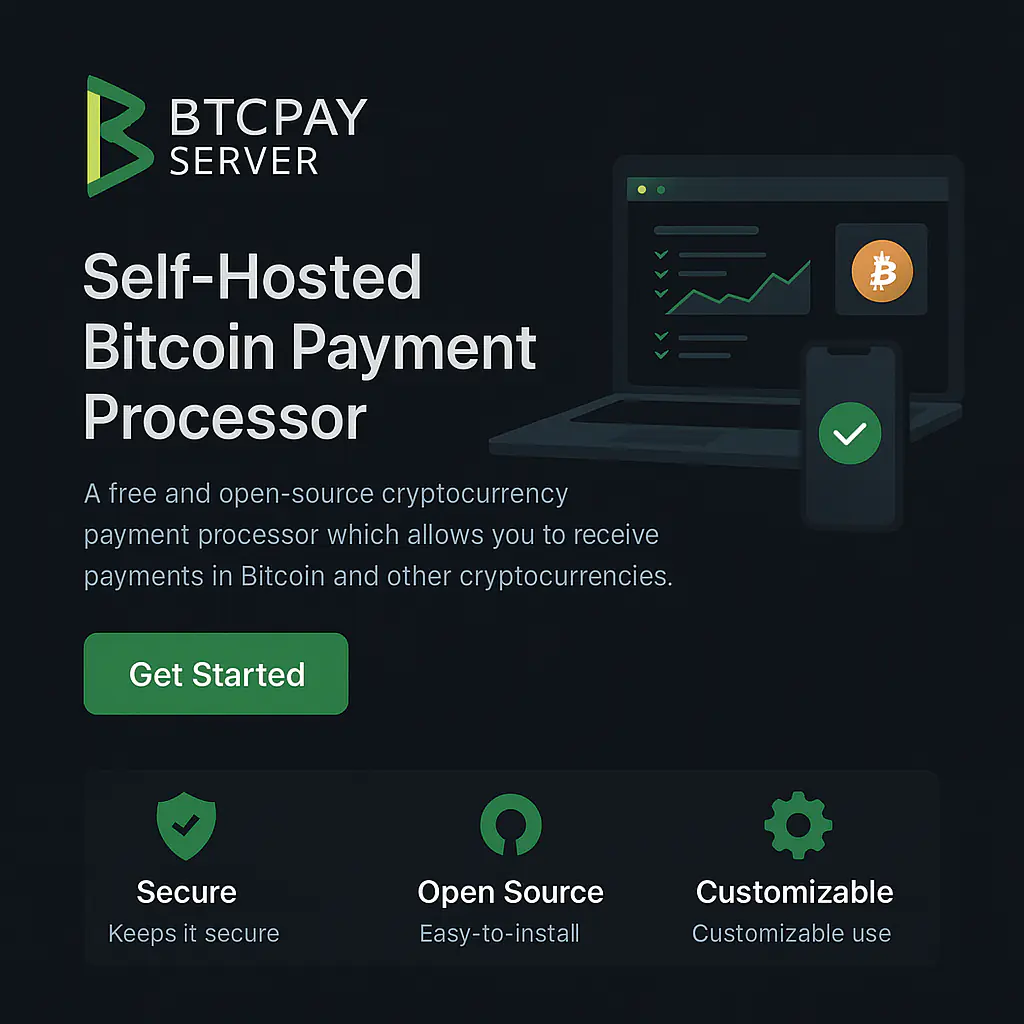 BTCPAY
SERVER
Self-Hosted
Bitcoin Payment
Processor
A free and open-source cryptocurrency
payment processor which allows you to receive
payments in Bitcoin and other cryptocurrencies.
Get Started
Secure
Keeps it secure
Open Source
Easy-to-install
Customizable
Customizable use